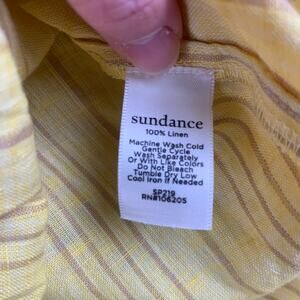 sundance
100% Linen
Machine Wash Cold
Gentle Cycle
Wash Separately
Or With Like Colors
Do Not Bleach
Tumble Dry Low
Cool Iron If Needed
SP219
RN#106205